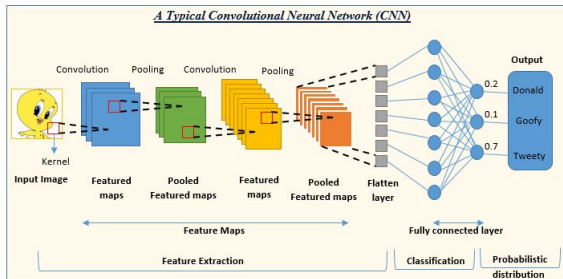 A Typical Convolutional Neural Network (CNN)
Convolution
Pooling
Convolution
Pooling
Output
0.2
Donald
0.1
Goofy
0.7
Tweety
Kernel
Input Image
Featured
maps
Pooled
Featured maps
Featured
maps
Pooled
Featured maps
Flatten
layer
Feature Maps
Fully connected layer
Feature Extraction
Classification
Probabilistic
distribution